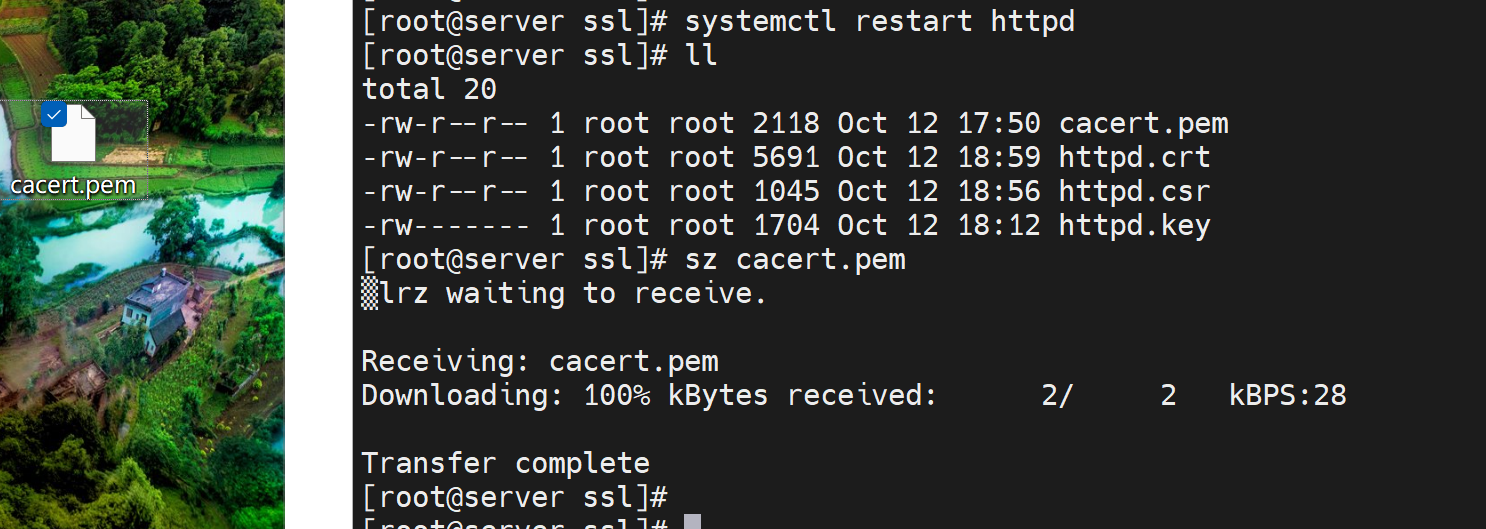 [root@server ssl]# systemctl restart httpd
[root@server ssl]# ll
total 20
-rw-r--r-- 1 root root 2118 Oct 12 17:50 cacert.pem
-rw-r--r-- 1 root root 5691 Oct 12 18:59 httpd.crt
-rw-r--r-- 1 root root 1045 Oct 12 18:56 httpd.csr
-rw------- 1 root root 1704 Oct 12 18:12 httpd.key
[root@server ssl]# sz cacert.pem
▒lrz waiting to receive.
Receiving: cacert.pem
Downloading: 100% kBytes received:      2/     2   kBPS:28
Transfer complete
[root@server ssl]#
[root@server ssl]#
cacert.pem